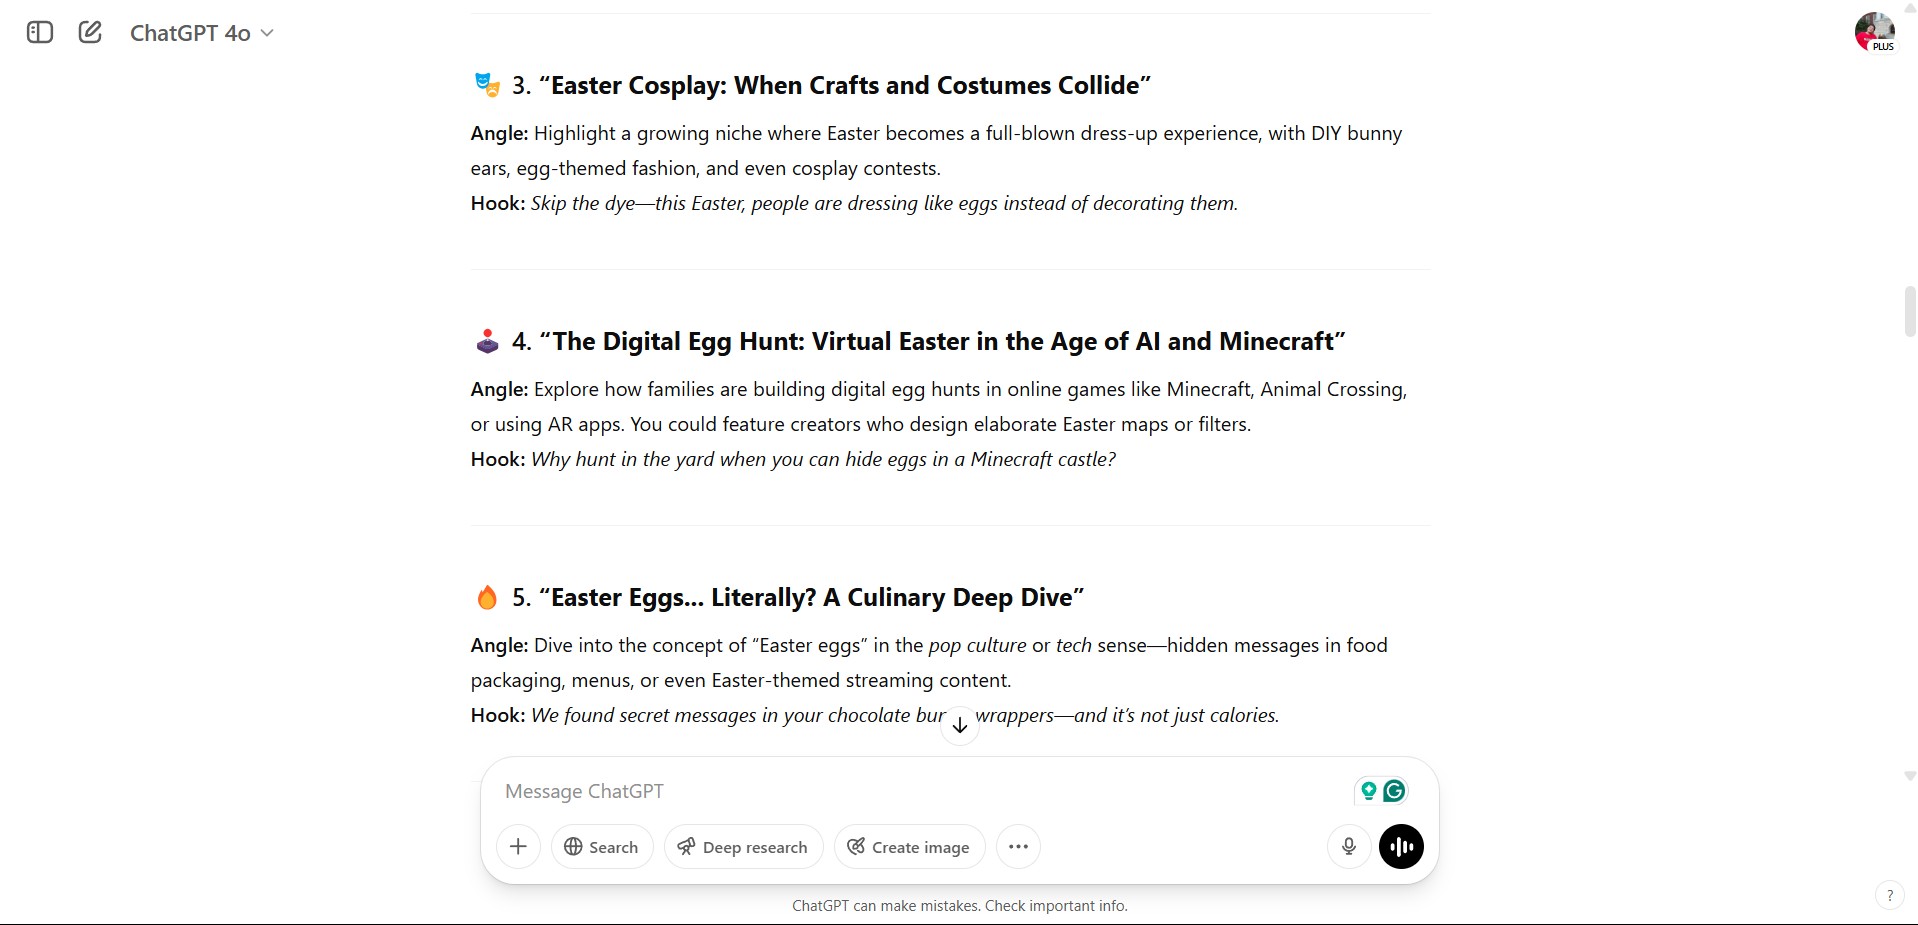 ChatGPT 4o
PLUS
3. “Easter Cosplay: When Crafts and Costumes Collide”
Angle: Highlight a growing niche where Easter becomes a full-blown dress-up experience, with DIY bunny
ears, egg-themed fashion, and even cosplay contests.
Hook: Skip the dye—this Easter, people are dressing like eggs instead of decorating them.
4. “The Digital Egg Hunt: Virtual Easter in the Age of AI and Minecraft”
Angle: Explore how families are building digital egg hunts in online games like Minecraft, Animal Crossing,
or using AR apps. You could feature creators who design elaborate Easter maps or filters.
Hook: Why hunt in the yard when you can hide eggs in a Minecraft castle?
5. “Easter Eggs... Literally? A Culinary Deep Dive”
Angle: Dive into the concept of “Easter eggs” in the pop culture or tech sense—hidden messages in food
packaging, menus, or even Easter-themed streaming content.
Hook: We found secret messages in your chocolate wrappers—and it’s not just calories.
Message ChatGPT
Search
Deep research
Create image
ChatGPT can make mistakes. Check important info.
?